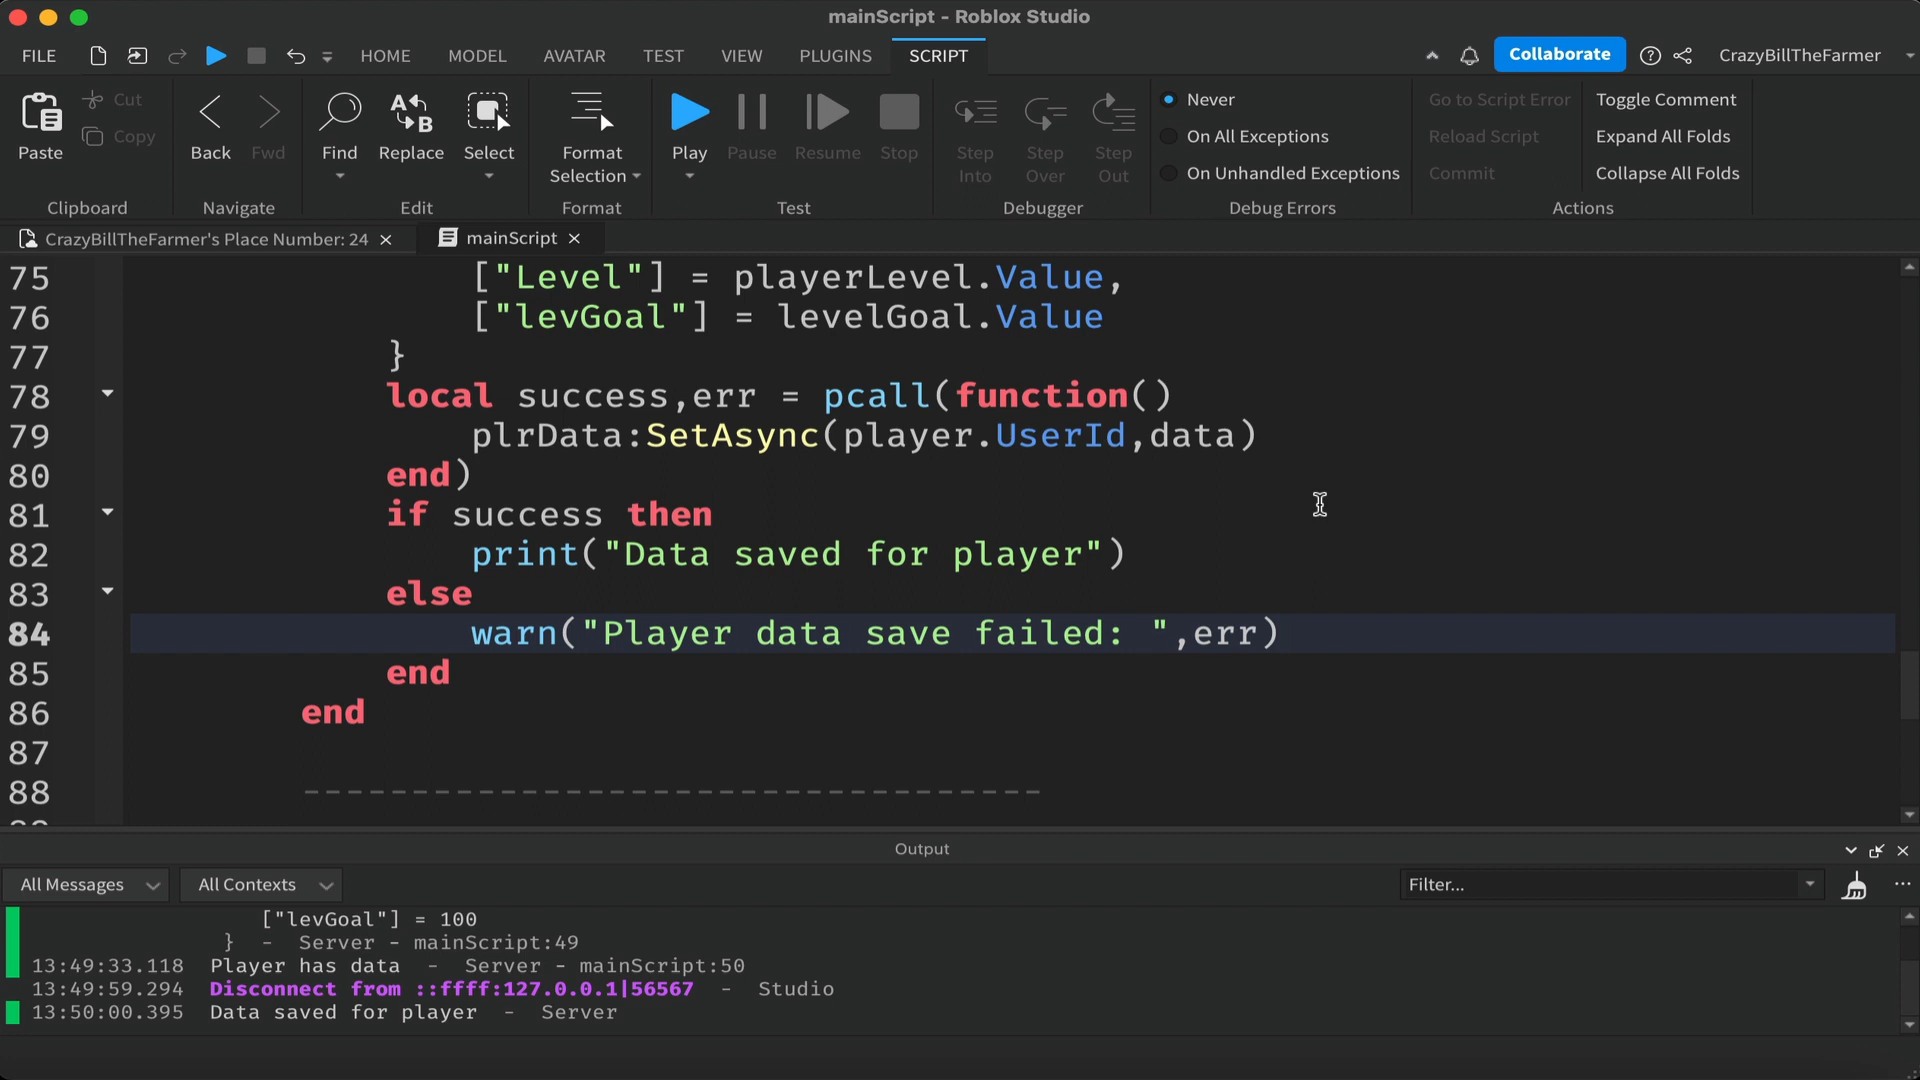 mainScript - Roblox Studio
FILE HOME MODEL AVATAR TEST VIEW PLUGINS SCRIPT Collaborate CrazyBillTheFarmer
Paste Cut Copy
Clipboard
Back Fwd
Navigate
Find Replace Select
Edit
Format Selection
Format
Play Pause Resume Stop
Test
Step Into Step Over Step Out
Debugger
Never
On All Exceptions
On Unhandled Exceptions
Debug Errors
Go to Script Error
Reload Script
Commit
Toggle Comment
Expand All Folds
Collapse All Folds
Actions
CrazyBillTheFarmer's Place Number: 24 mainScript
75 ["Level"] = playerLevel.Value,
76 ["levGoal"] = levelGoal.Value
77 }
78 local success,err = pcall(function()
79 plrData:SetAsync(player.UserId,data)
80 end)
81 if success then
82 print("Data saved for player")
83 else
84 warn("Player data save failed: ",err)
85 end
86 end
87
88 ----------------------------------
Output
All Messages All Contexts Filter...
["levGoal"] = 100
} - Server - mainScript:49
13:49:33.118 Player has data - Server - mainScript:50
13:49:59.294 Disconnect from ::ffff:127.0.0.1|56567 - Studio
13:50:00.395 Data saved for player - Server